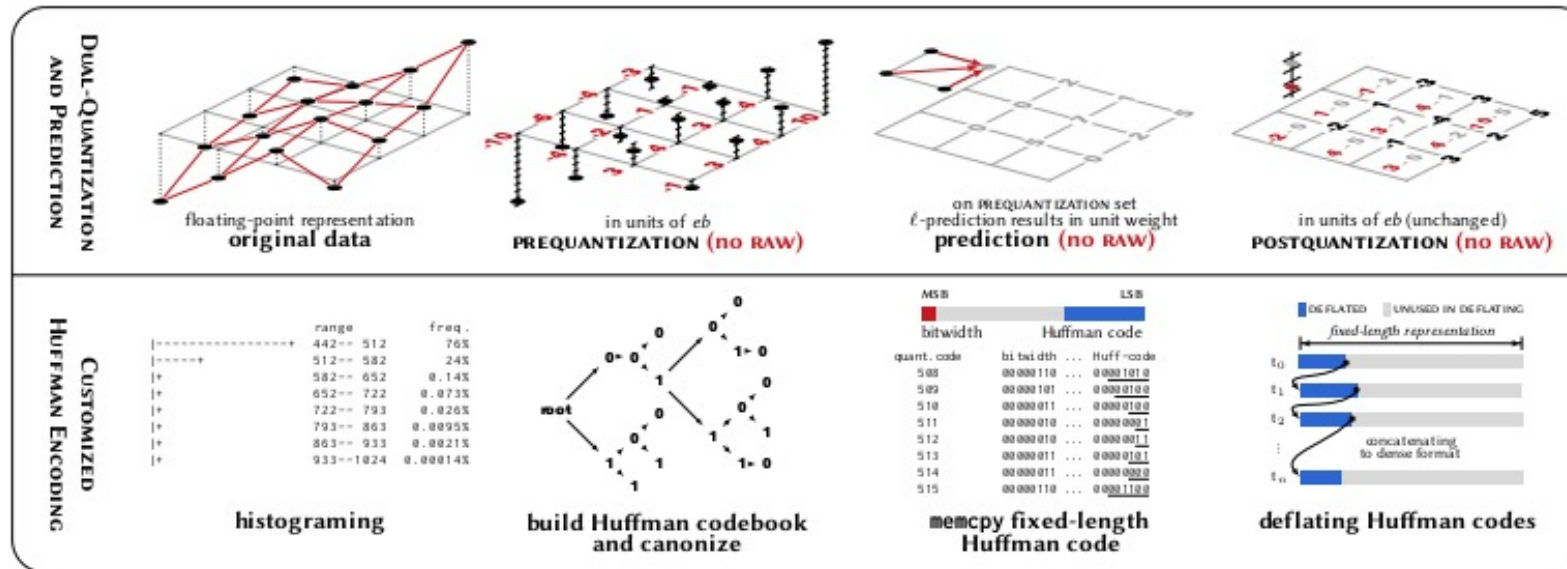 DUAL-QUANTIZATION
AND PREDICTION
floating-point representation
original data
in units of eb
PREQUANTIZATION (no RAW)
on PREQUANTIZATION set
ℓ-prediction results in unit weight
prediction (no RAW)
in units of eb (unchanged)
POSTQUANTIZATION (no RAW)
CUSTOMIZED
HUFFMAN ENCODING
range freq.
|------------------+ 442-- 512 76%
|-----+ 512-- 582 24%
|+ 582-- 652 0.14%
|+ 652-- 722 0.073%
|+ 722-- 793 0.026%
|+ 793-- 863 0.0095%
|+ 863-- 933 0.0021%
|+ 933--1024 0.00014%
histograming
root
build Huffman codebook
and canonize
MSB LSB
bitwidth Huffman code
quant.code bitwidth ... Huff-code
508 00000110 ... 00001010
509 00000101 ... 00000100
510 00000011 ... 00000100
511 00000010 ... 00000001
512 00000010 ... 00000011
513 00000011 ... 00000101
514 00000011 ... 00000000
515 00000110 ... 00001100
memcpy fixed-length
Huffman code
DEFLATED UNUSED IN DEFLATING
fixed-length representation
t0
t1
t2
⋮
concatenating
to dense format
tn
deflating Huffman codes